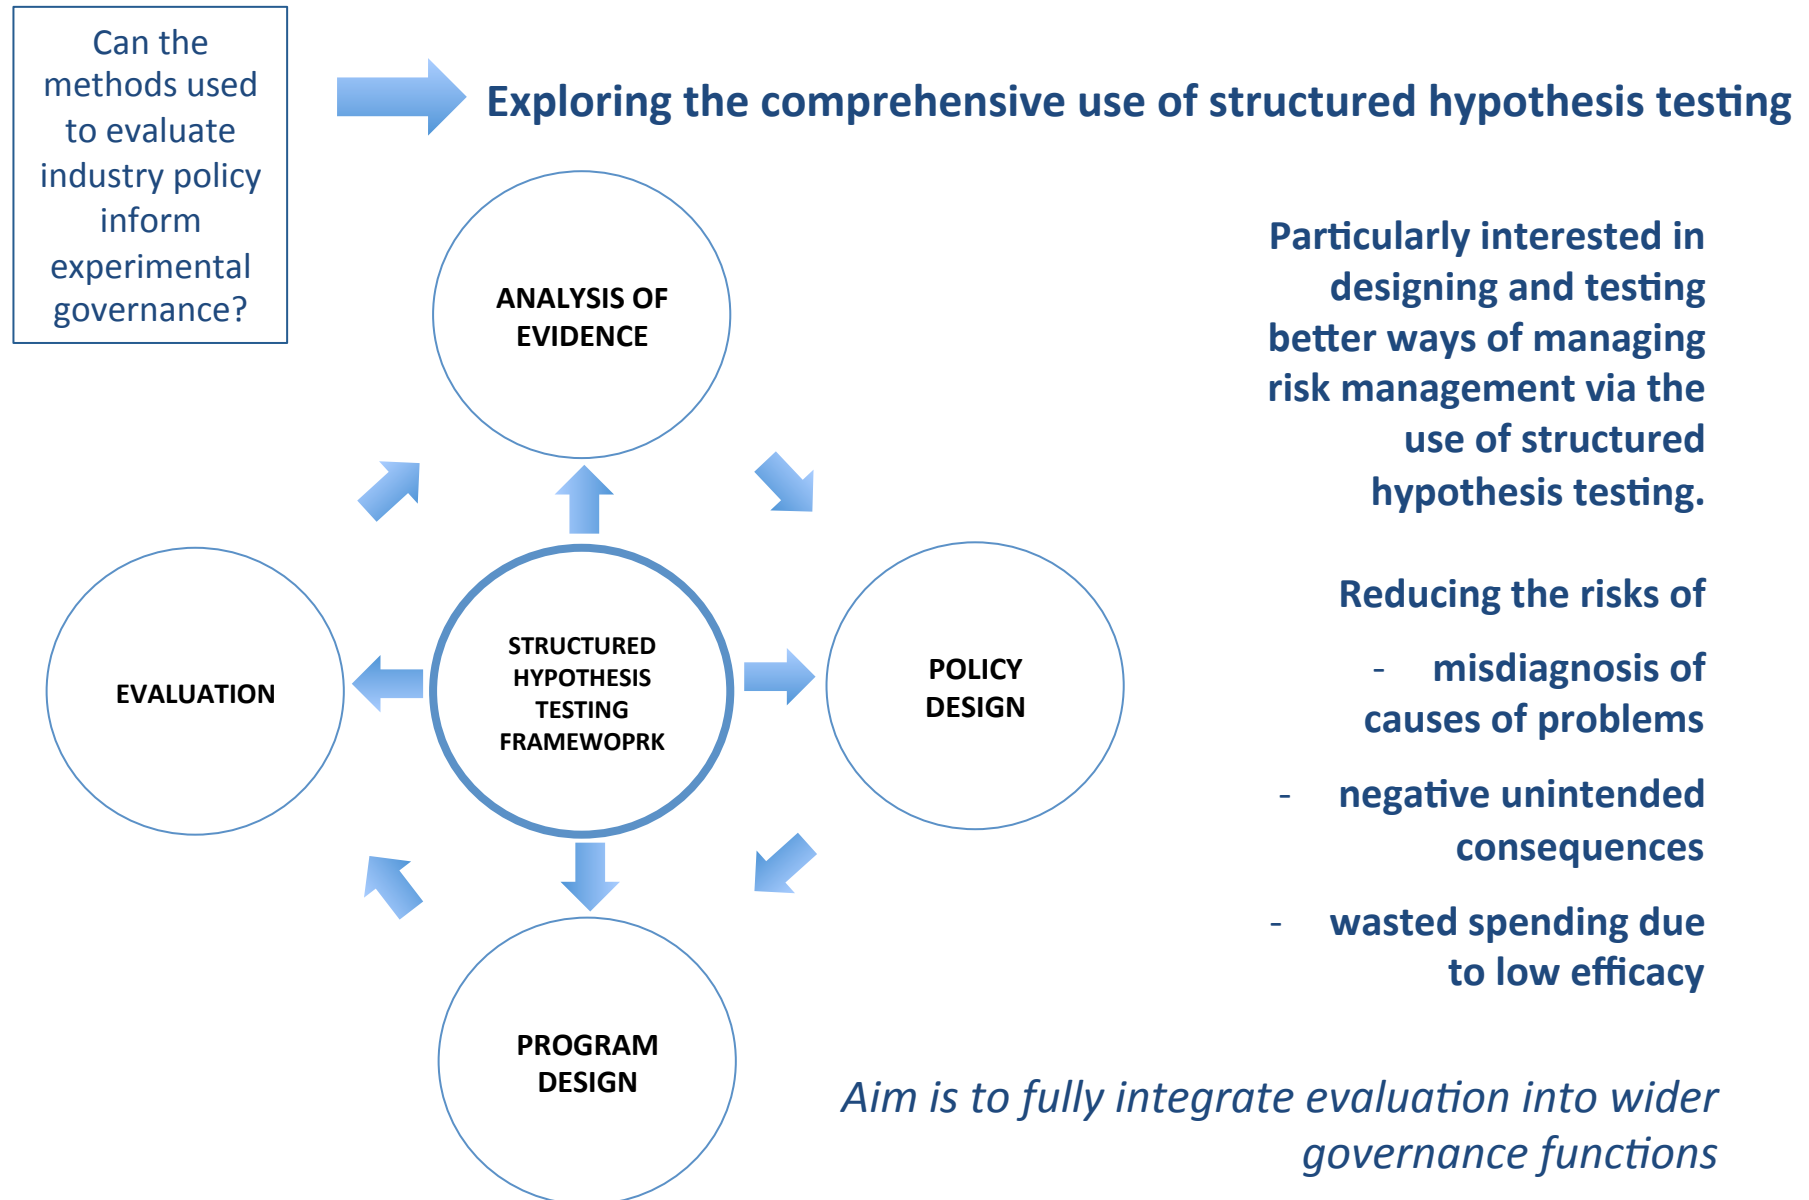 Can the
methods used
to evaluate
industry policy
inform
experimental
governance?
Exploring the comprehensive use of structured hypothesis testing
ANALYSIS OF
EVIDENCE
EVALUATION
STRUCTURED
HYPOTHESIS
TESTING
FRAMEWOPRK
POLICY
DESIGN
PROGRAM
DESIGN
Particularly interested in
designing and testing
better ways of managing
risk management via the
use of structured
hypothesis testing.
Reducing the risks of
- misdiagnosis of
causes of problems
- negative unintended
consequences
- wasted spending due
to low efficacy
Aim is to fully integrate evaluation into wider
governance functions